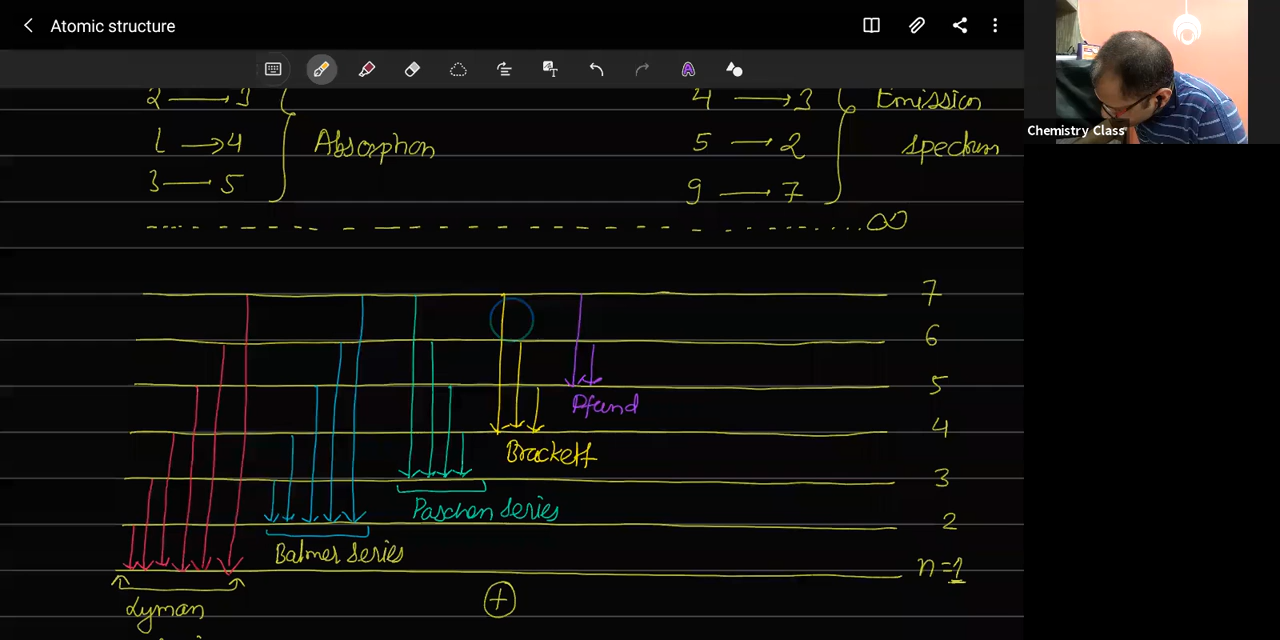 Atomic structure
Chemistry Class
2 → 3
4 → 3
Emission
1 → 4
Absorption
5 → 2
spectrum
3 → 5
9 → 7
∞
7
6
5
Pfund
4
Brackett
3
Paschen series
2
Balmer series
n = 1
+
Lyman